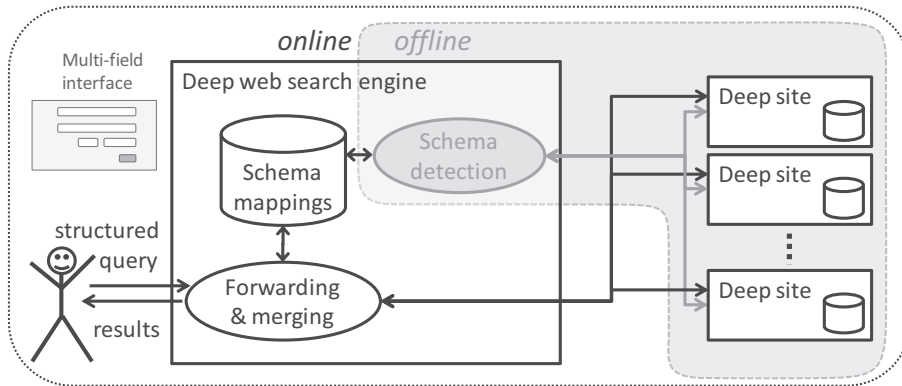 online offline
Multi-field
interface
Deep web search engine
Schema
mappings
Schema
detection
Deep site
Deep site
Deep site
structured
query
results
Forwarding
& merging